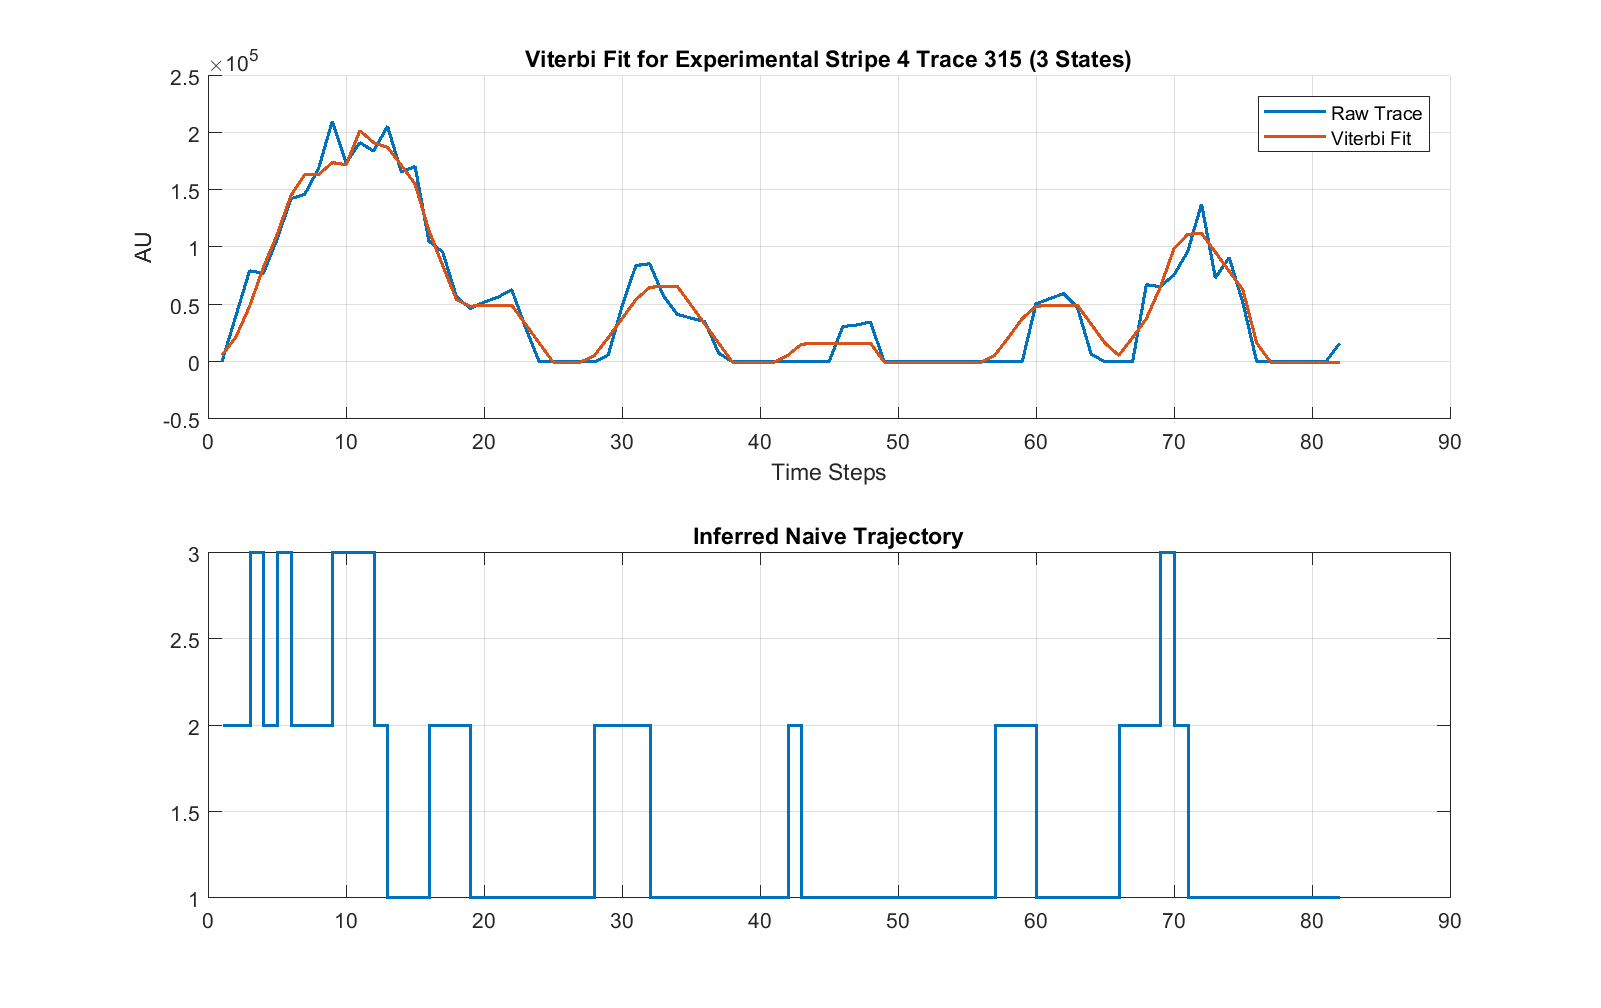 Viterbi Fit for Experimental Stripe 4 Trace 315 (3 States)
×10^5
2.5
2
1.5
1
0.5
0
-0.5
AU
Raw Trace
Viterbi Fit
0 10 20 30 40 50 60 70 80 90
Time Steps
Inferred Naive Trajectory
3
2.5
2
1.5
1
0 10 20 30 40 50 60 70 80 90